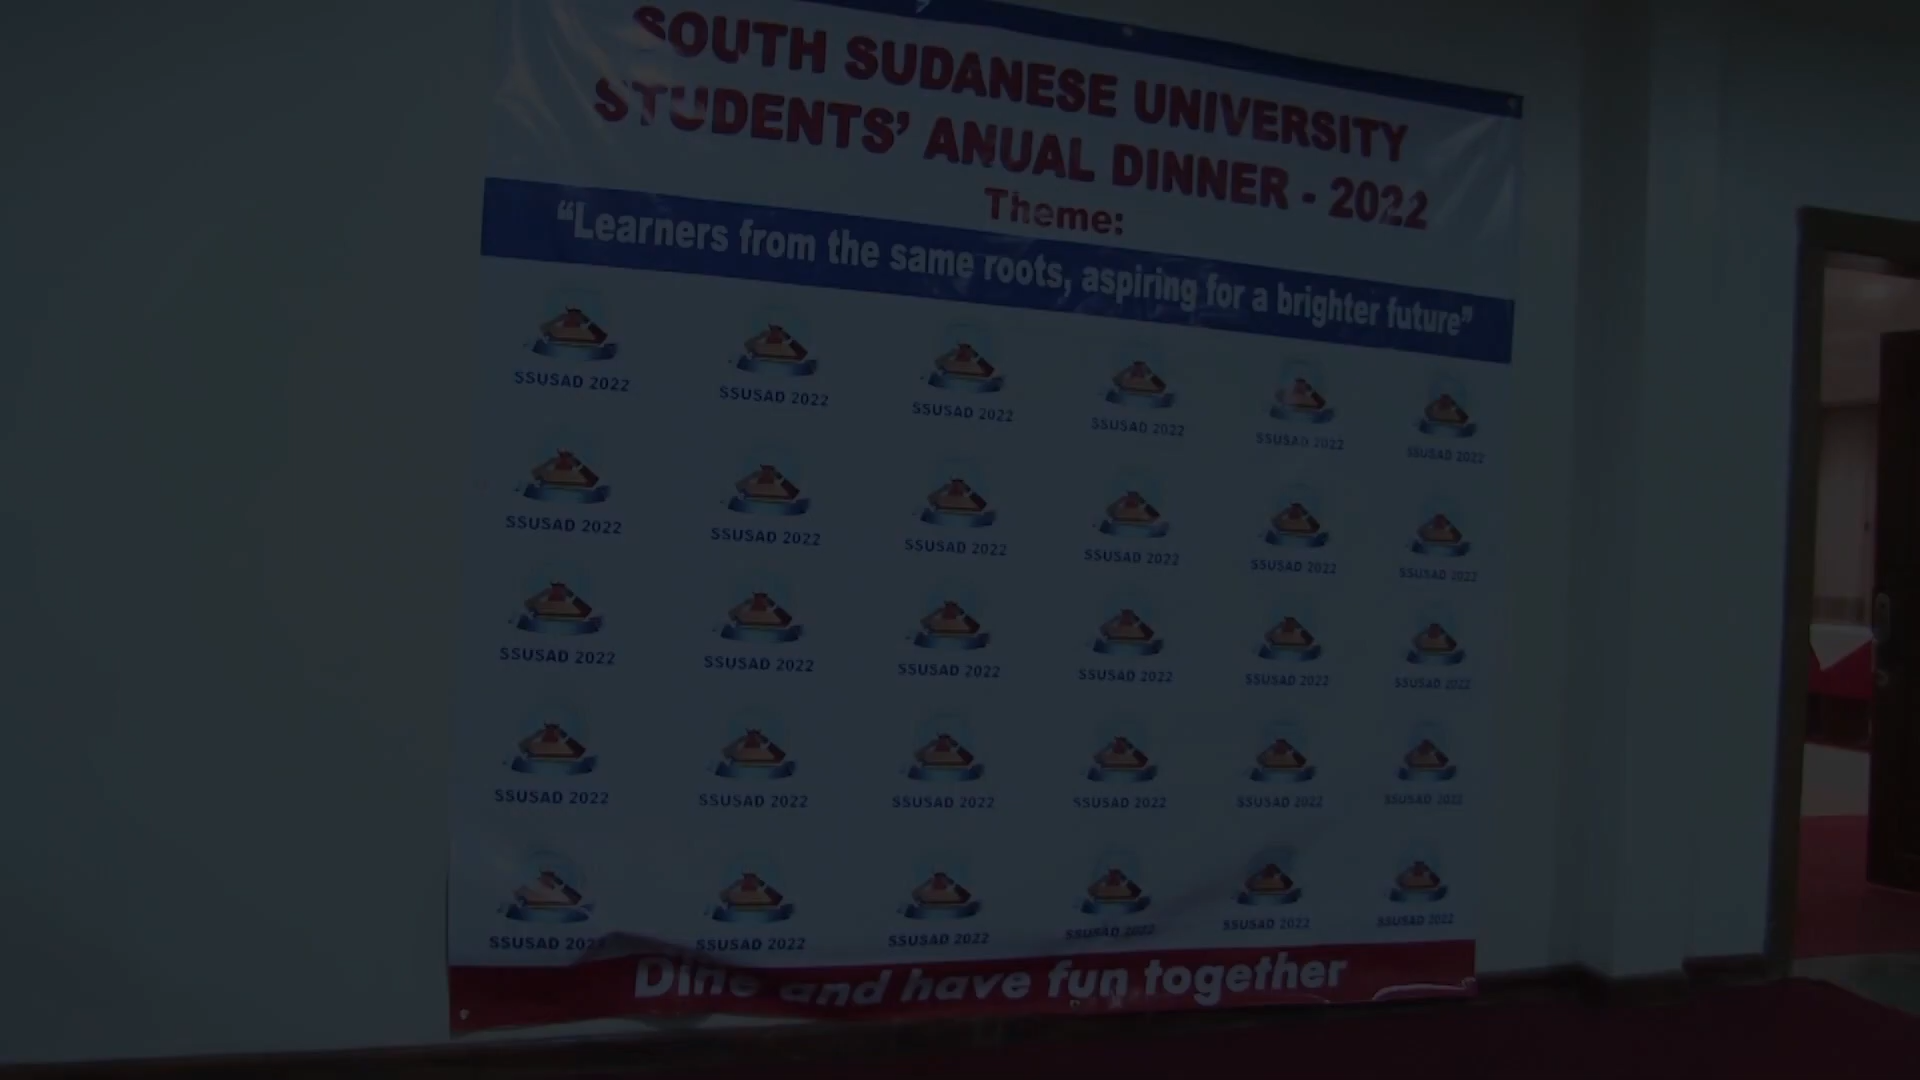 SOUTH SUDANESE UNIVERSITY
STUDENTS’ ANUAL DINNER - 2022
Theme:
“Learners from the same roots, aspiring for a brighter future”
SSUSAD 2022 SSUSAD 2022 SSUSAD 2022 SSUSAD 2022 SSUSAD 2022 SSUSAD 2022
SSUSAD 2022 SSUSAD 2022 SSUSAD 2022 SSUSAD 2022 SSUSAD 2022 SSUSAD 2022
SSUSAD 2022 SSUSAD 2022 SSUSAD 2022 SSUSAD 2022 SSUSAD 2022 SSUSAD 2022
SSUSAD 2022 SSUSAD 2022 SSUSAD 2022 SSUSAD 2022 SSUSAD 2022 SSUSAD 2022
SSUSAD 2022 SSUSAD 2022 SSUSAD 2022 SSUSAD 2022 SSUSAD 2022 SSUSAD 2022
Dine and have fun together